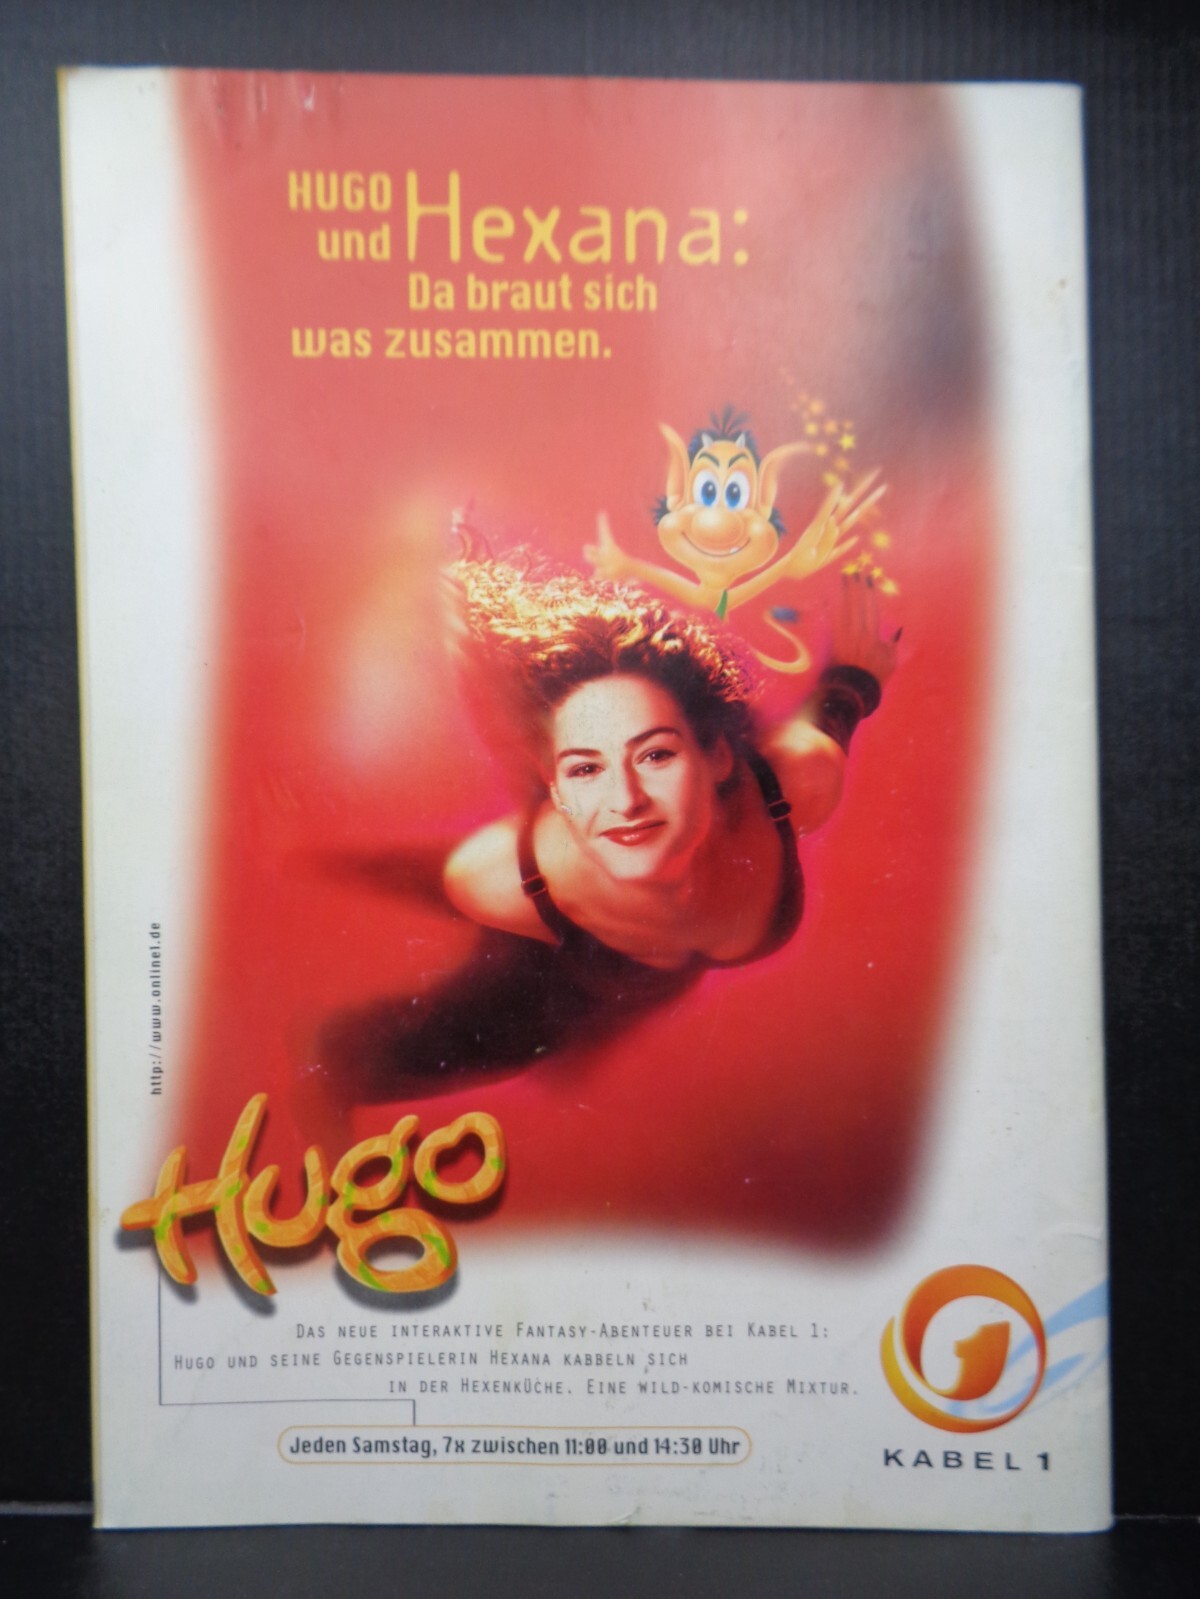 HUGO
und Hexana:
Da braut sich
was zusammen.
http://www.online1.de
Hugo
Das neue interaktive Fantasy-Abenteuer bei Kabel 1:
Hugo und seine Gegenspielerin Hexana kabbeln sich
in der Hexenküche. Eine wild-komische Mixtur.
Jeden Samstag, 7x zwischen 11:00 und 14:30 Uhr
1
KABEL 1